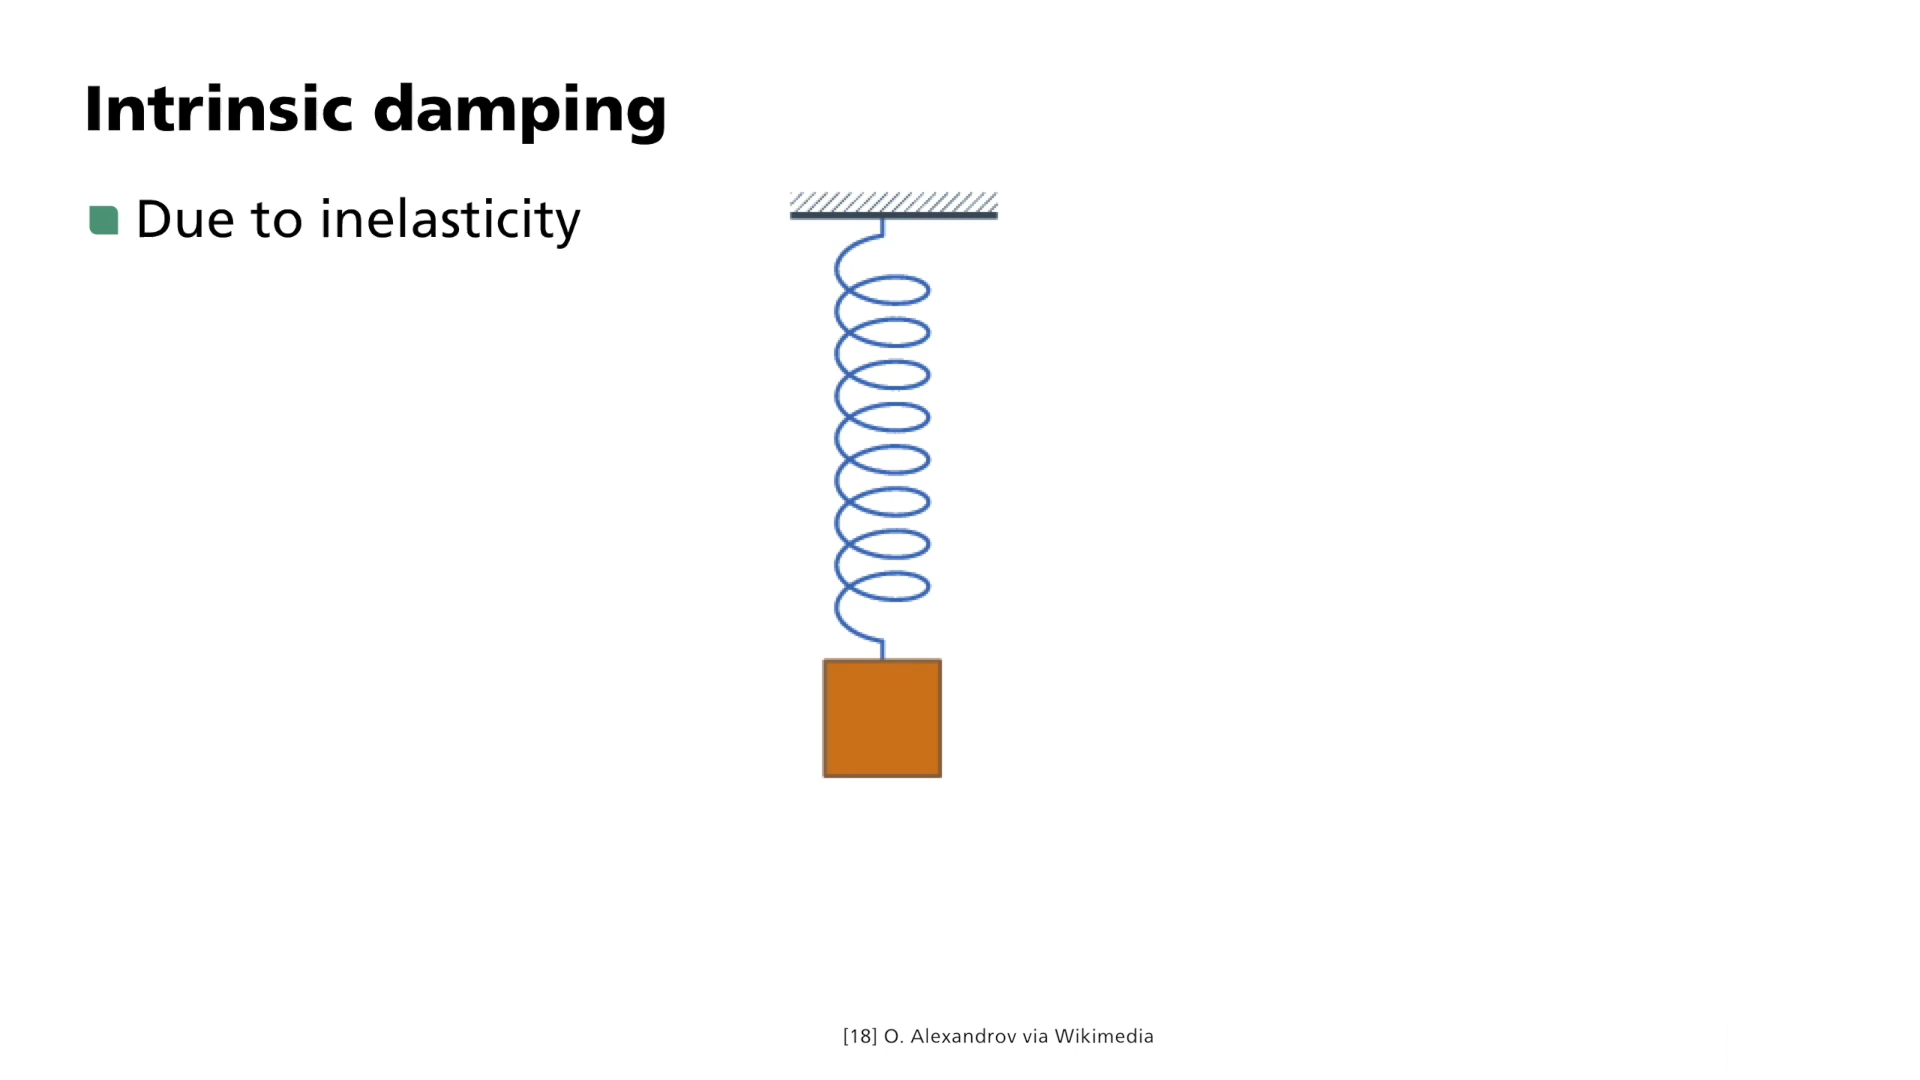 Intrinsic damping
Due to inelasticity
[18] O. Alexandrov via Wikimedia